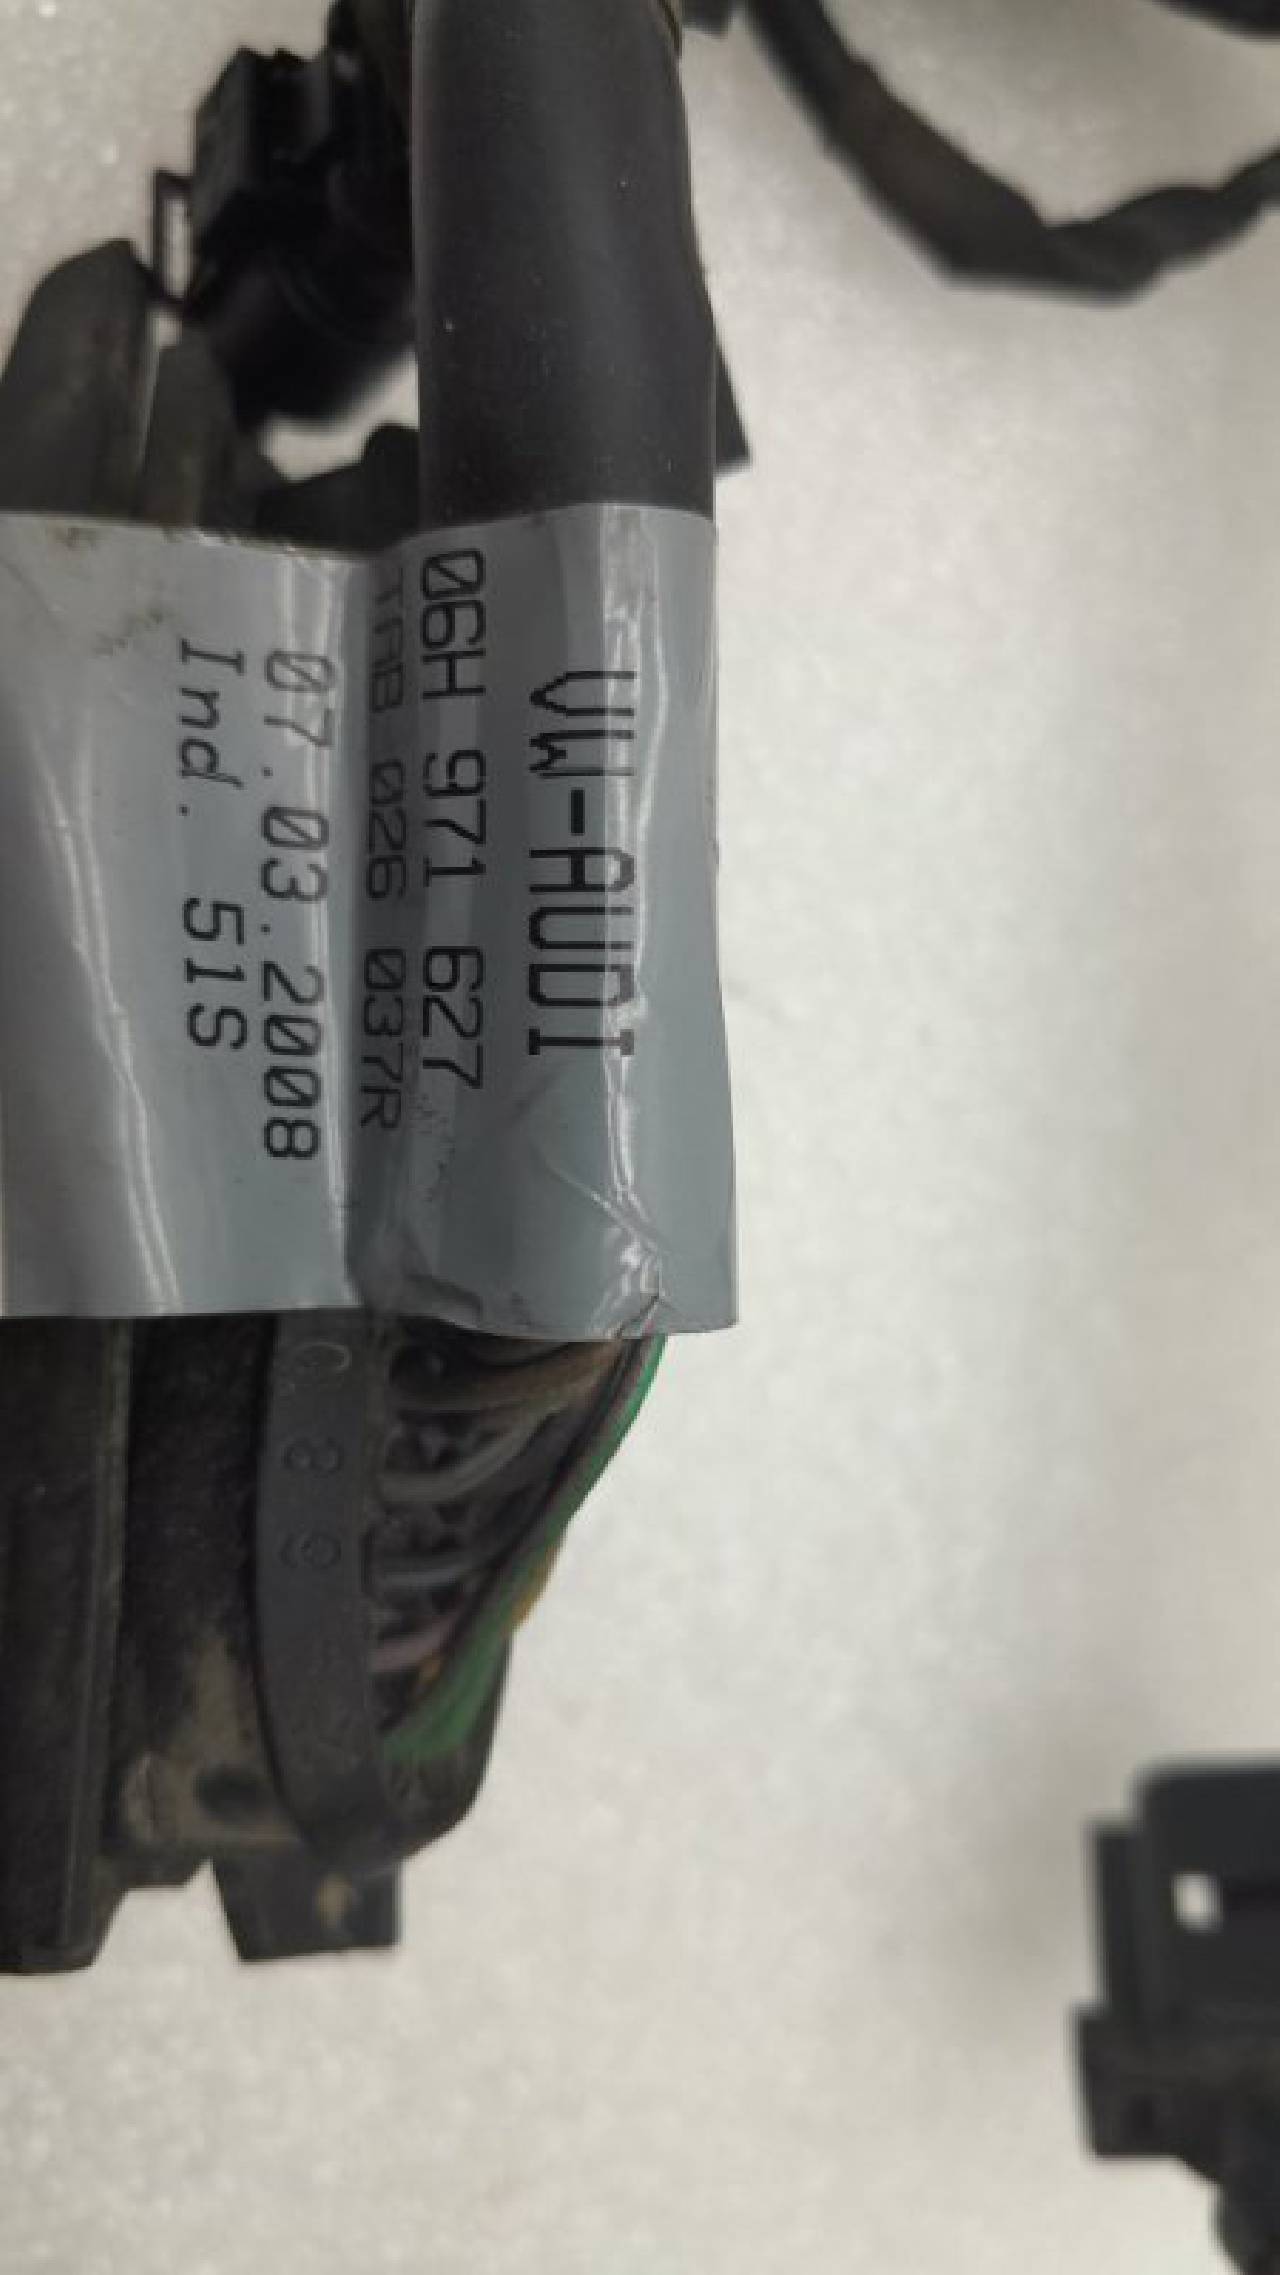 VW-AUDI
06H 971 627
TAB 026 037R
07.03.2008
Ind. 51S